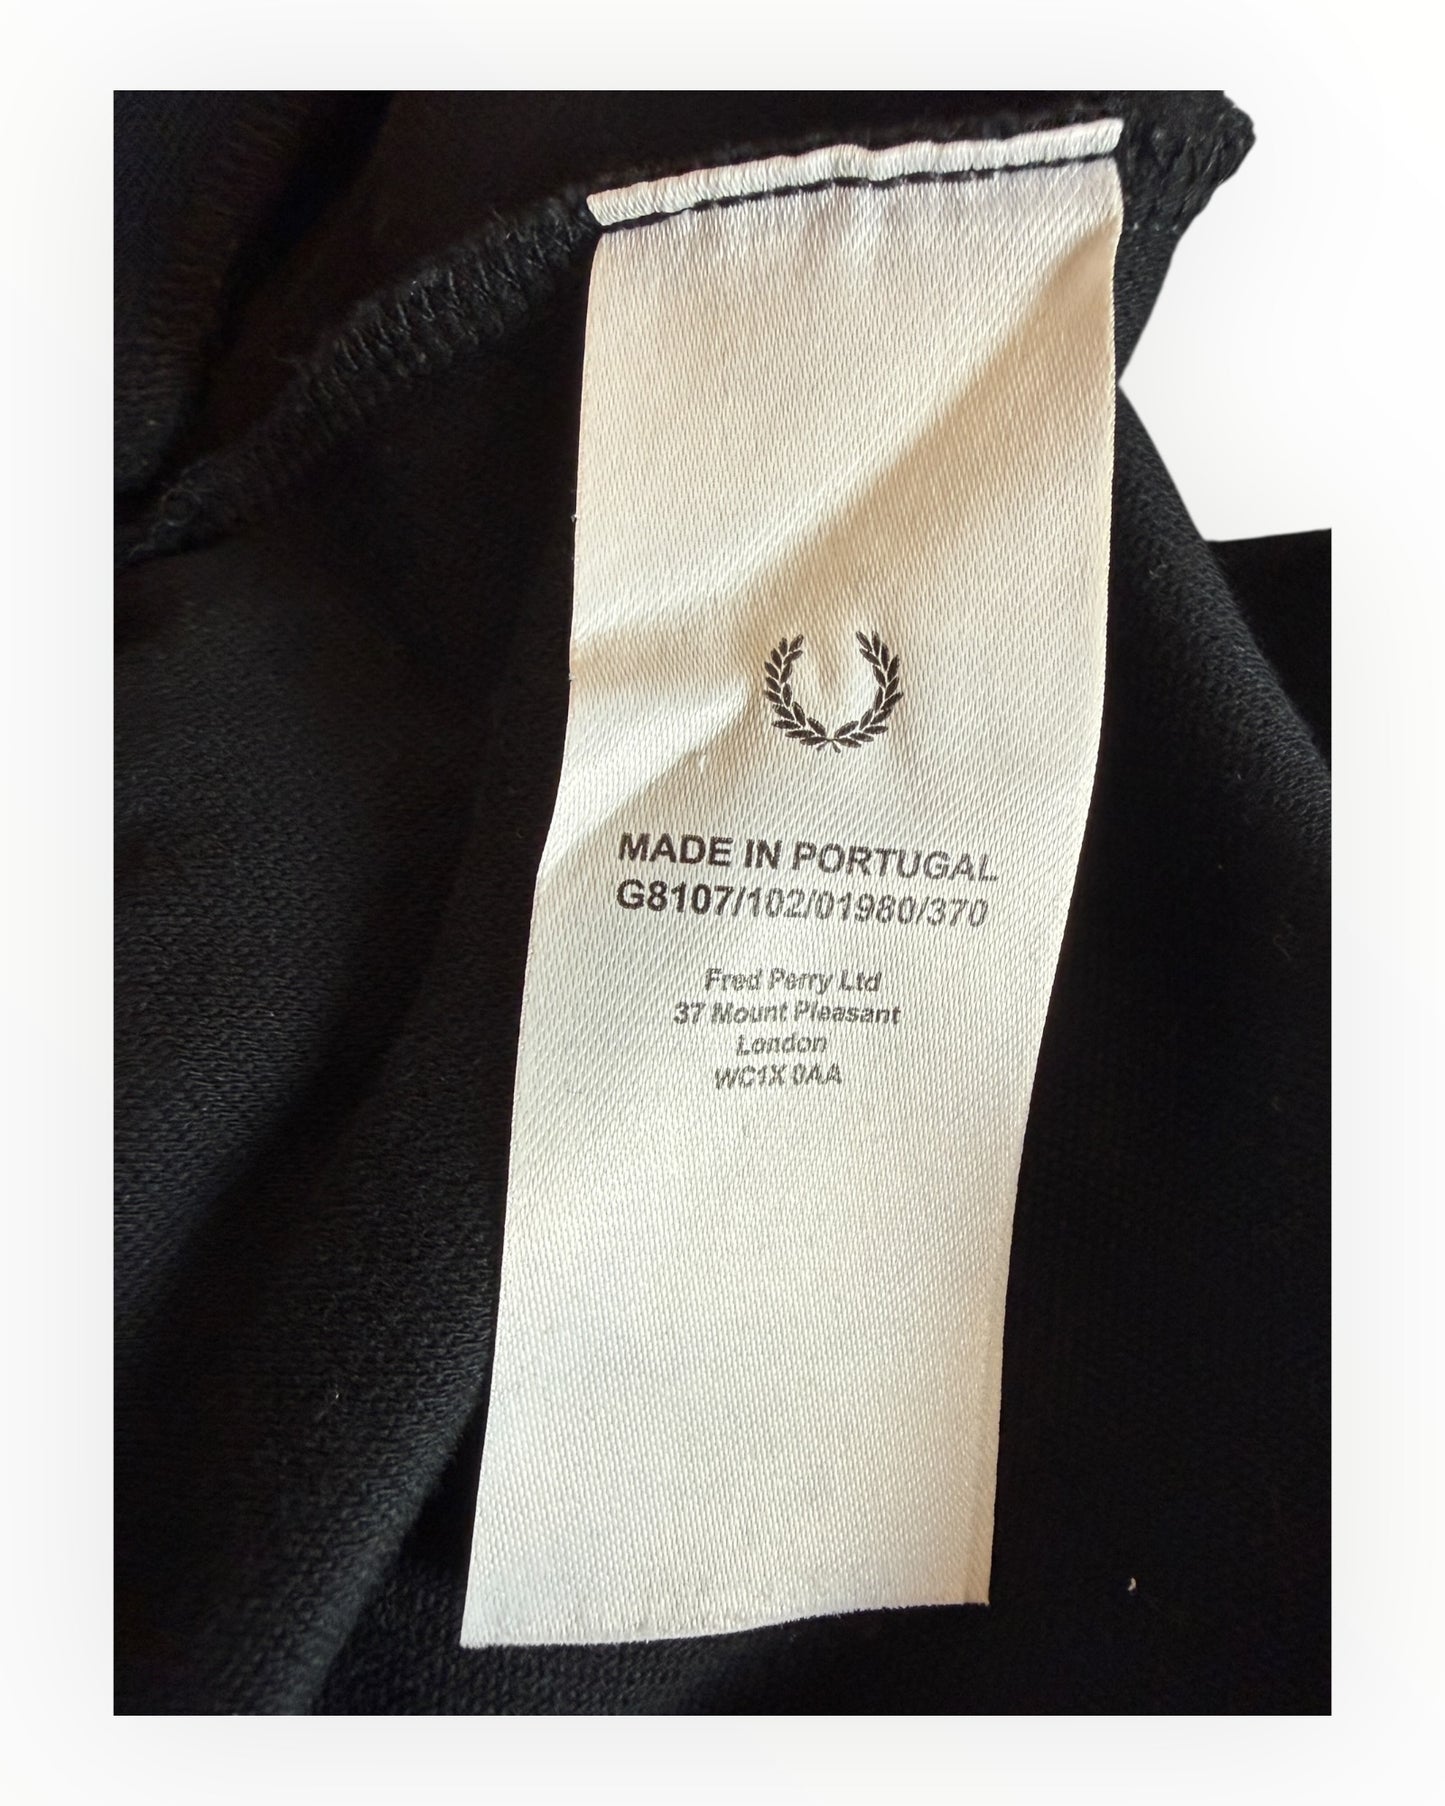 MADE IN PORTUGAL
G8107/102/01980/370
Fred Perry Ltd
37 Mount Pleasant
London
WC1X 0AA